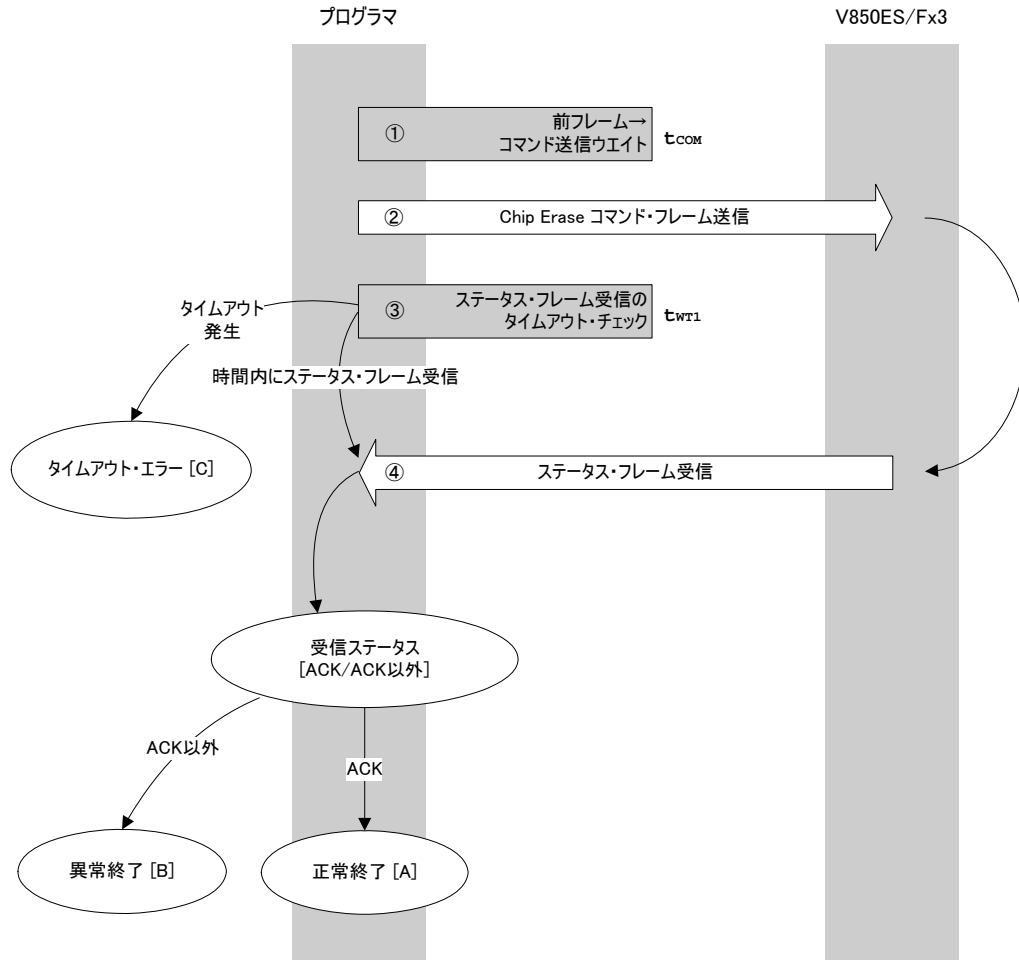 プログラマ
V850ES/Fx3
①
前フレーム→
コマンド送信ウエイト
tCOM
②
Chip Erase コマンド・フレーム送信
タイムアウト
発生
③
ステータス・フレーム受信の
タイムアウト・チェック
tWT1
時間内にステータス・フレーム受信
タイムアウト・エラー [C]
④
ステータス・フレーム受信
受信ステータス
[ACK/ACK以外]
ACK以外
ACK
異常終了 [B]
正常終了 [A]